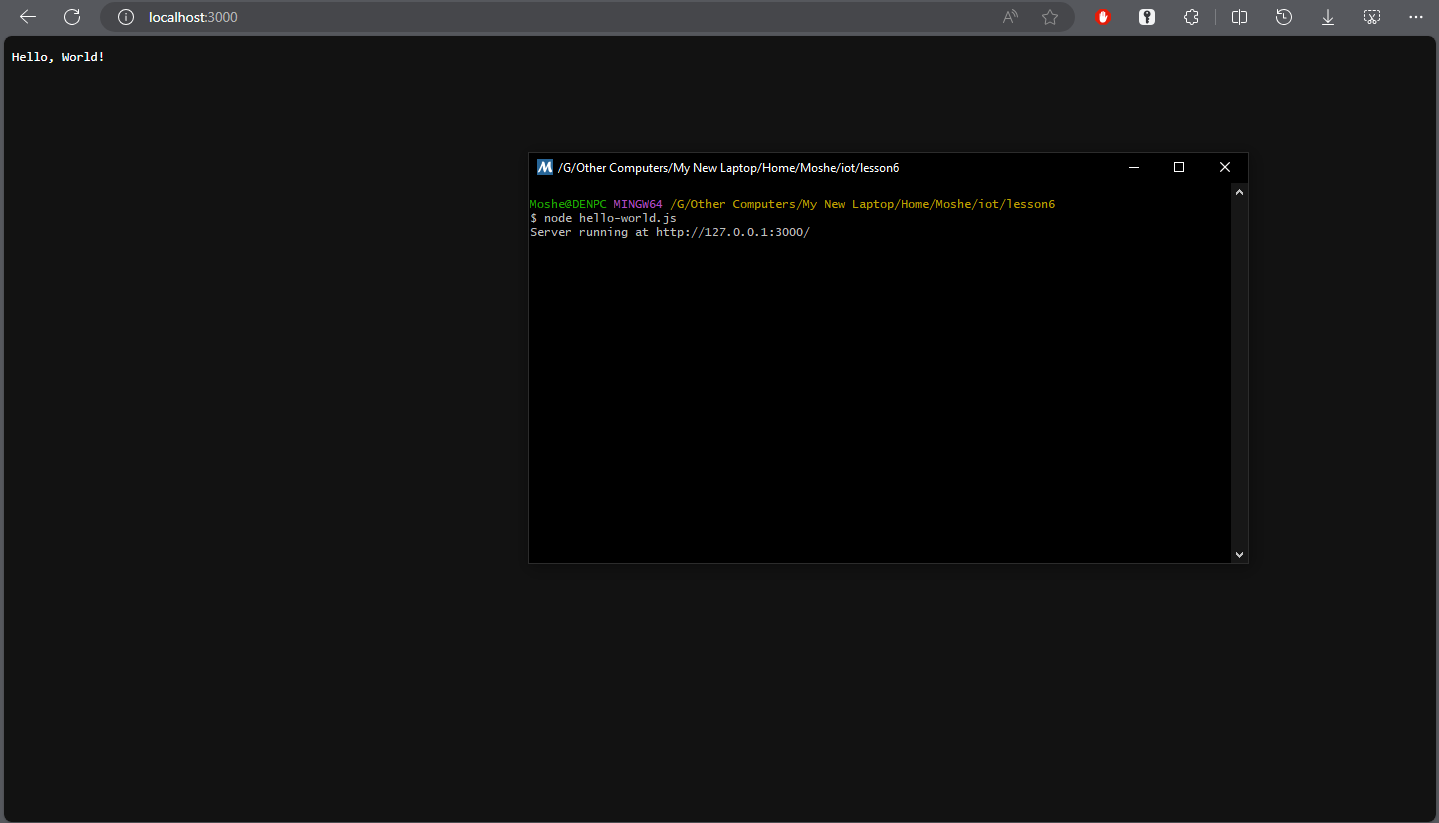 localhost:3000
Hello, World!
/G/Other Computers/My New Laptop/Home/Moshe/iot/lesson6
Moshe@DENPC MINGW64 /G/Other Computers/My New Laptop/Home/Moshe/iot/lesson6
$ node hello-world.js
Server running at http://127.0.0.1:3000/